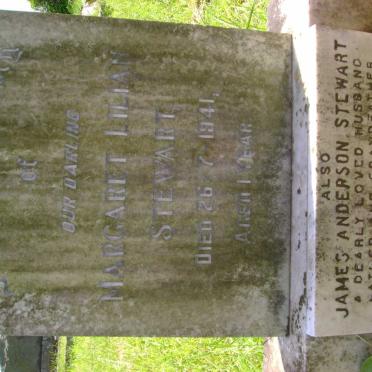 OF
OUR DARLING
MARGARET LILIAN
STEWART,
DIED 26·7·1941,
AGED 1 YEAR
ALSO
JAMES ANDERSON STEWART
A DEARLY LOVED HUSBAND